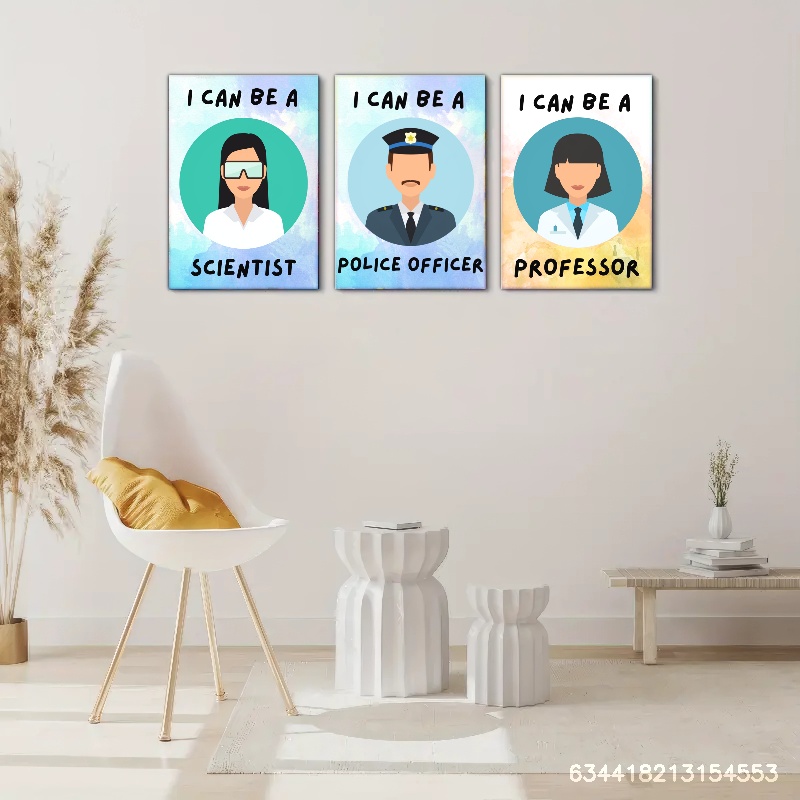 I CAN BE A
SCIENTIST
I CAN BE A
POLICE OFFICER
I CAN BE A
PROFESSOR
634418213154553